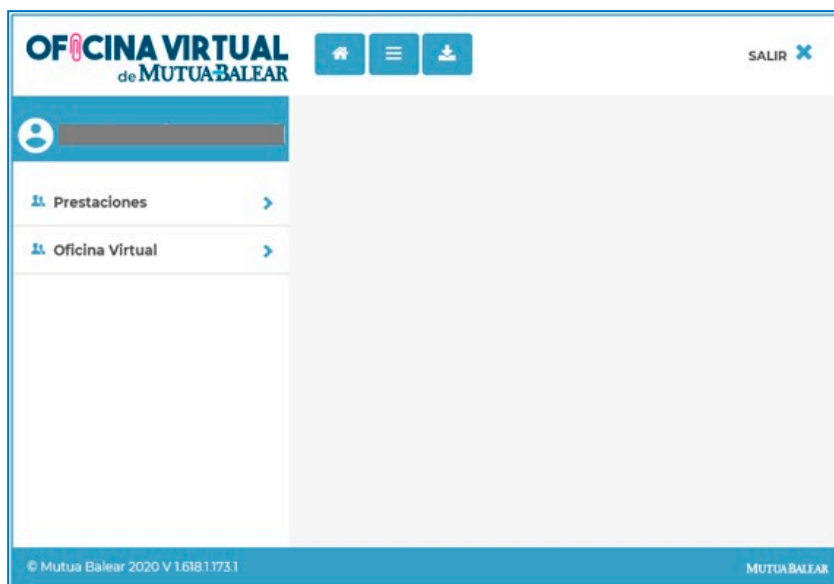 OFICINA VIRTUAL
de MUTUA BALEAR
SALIR
Prestaciones
Oficina Virtual
© Mutua Balear 2020 V 1.618.1.173.1
MUTUA BALEAR